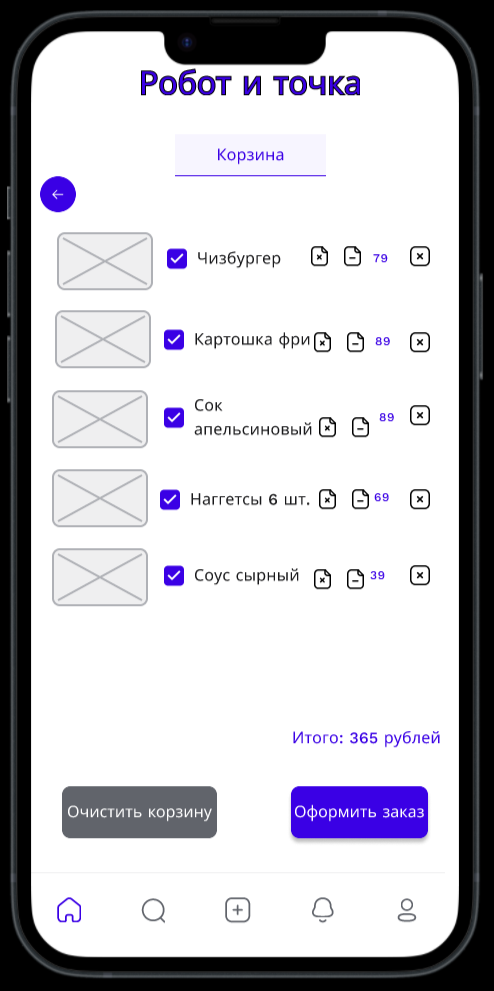 Робот и точка
Корзина
Чизбургер 79
Картошка фри 89
Сок
апельсиновый 89
Наггетсы 6 шт. 69
Соус сырный 39
Итого: 365 рублей
Очистить корзину Оформить заказ